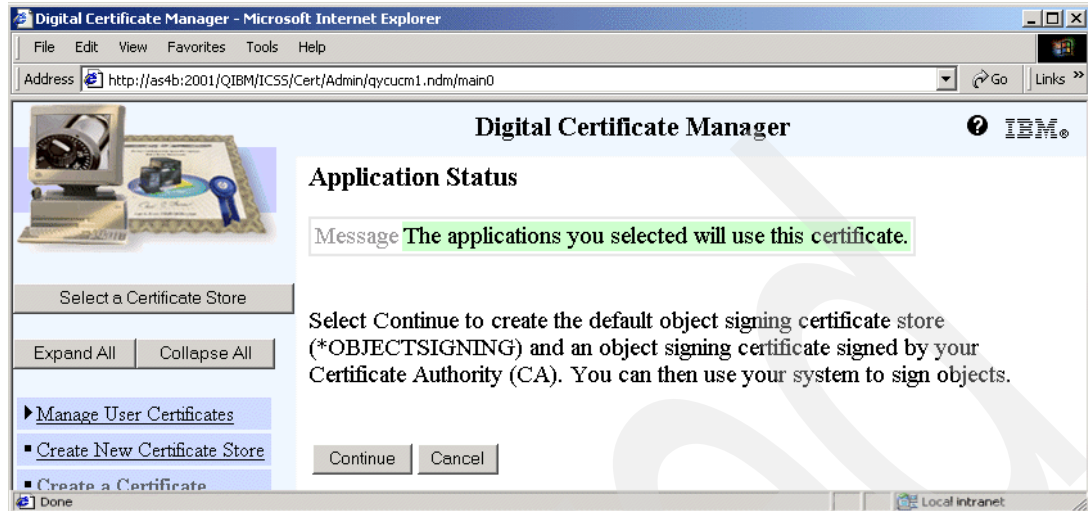 Digital Certificate Manager - Microsoft Internet Explorer
File Edit View Favorites Tools Help
Address http://as4b:2001/QIBM/ICSS/Cert/Admin/qycucm1.ndm/main0 Go Links »
Digital Certificate Manager
IBM®
Application Status
Message The applications you selected will use this certificate.
Select a Certificate Store
Expand All Collapse All
Manage User Certificates
Create New Certificate Store
Create a Certificate
Select Continue to create the default object signing certificate store
(*OBJECTSIGNING) and an object signing certificate signed by your
Certificate Authority (CA). You can then use your system to sign objects.
Continue Cancel
Done Local intranet